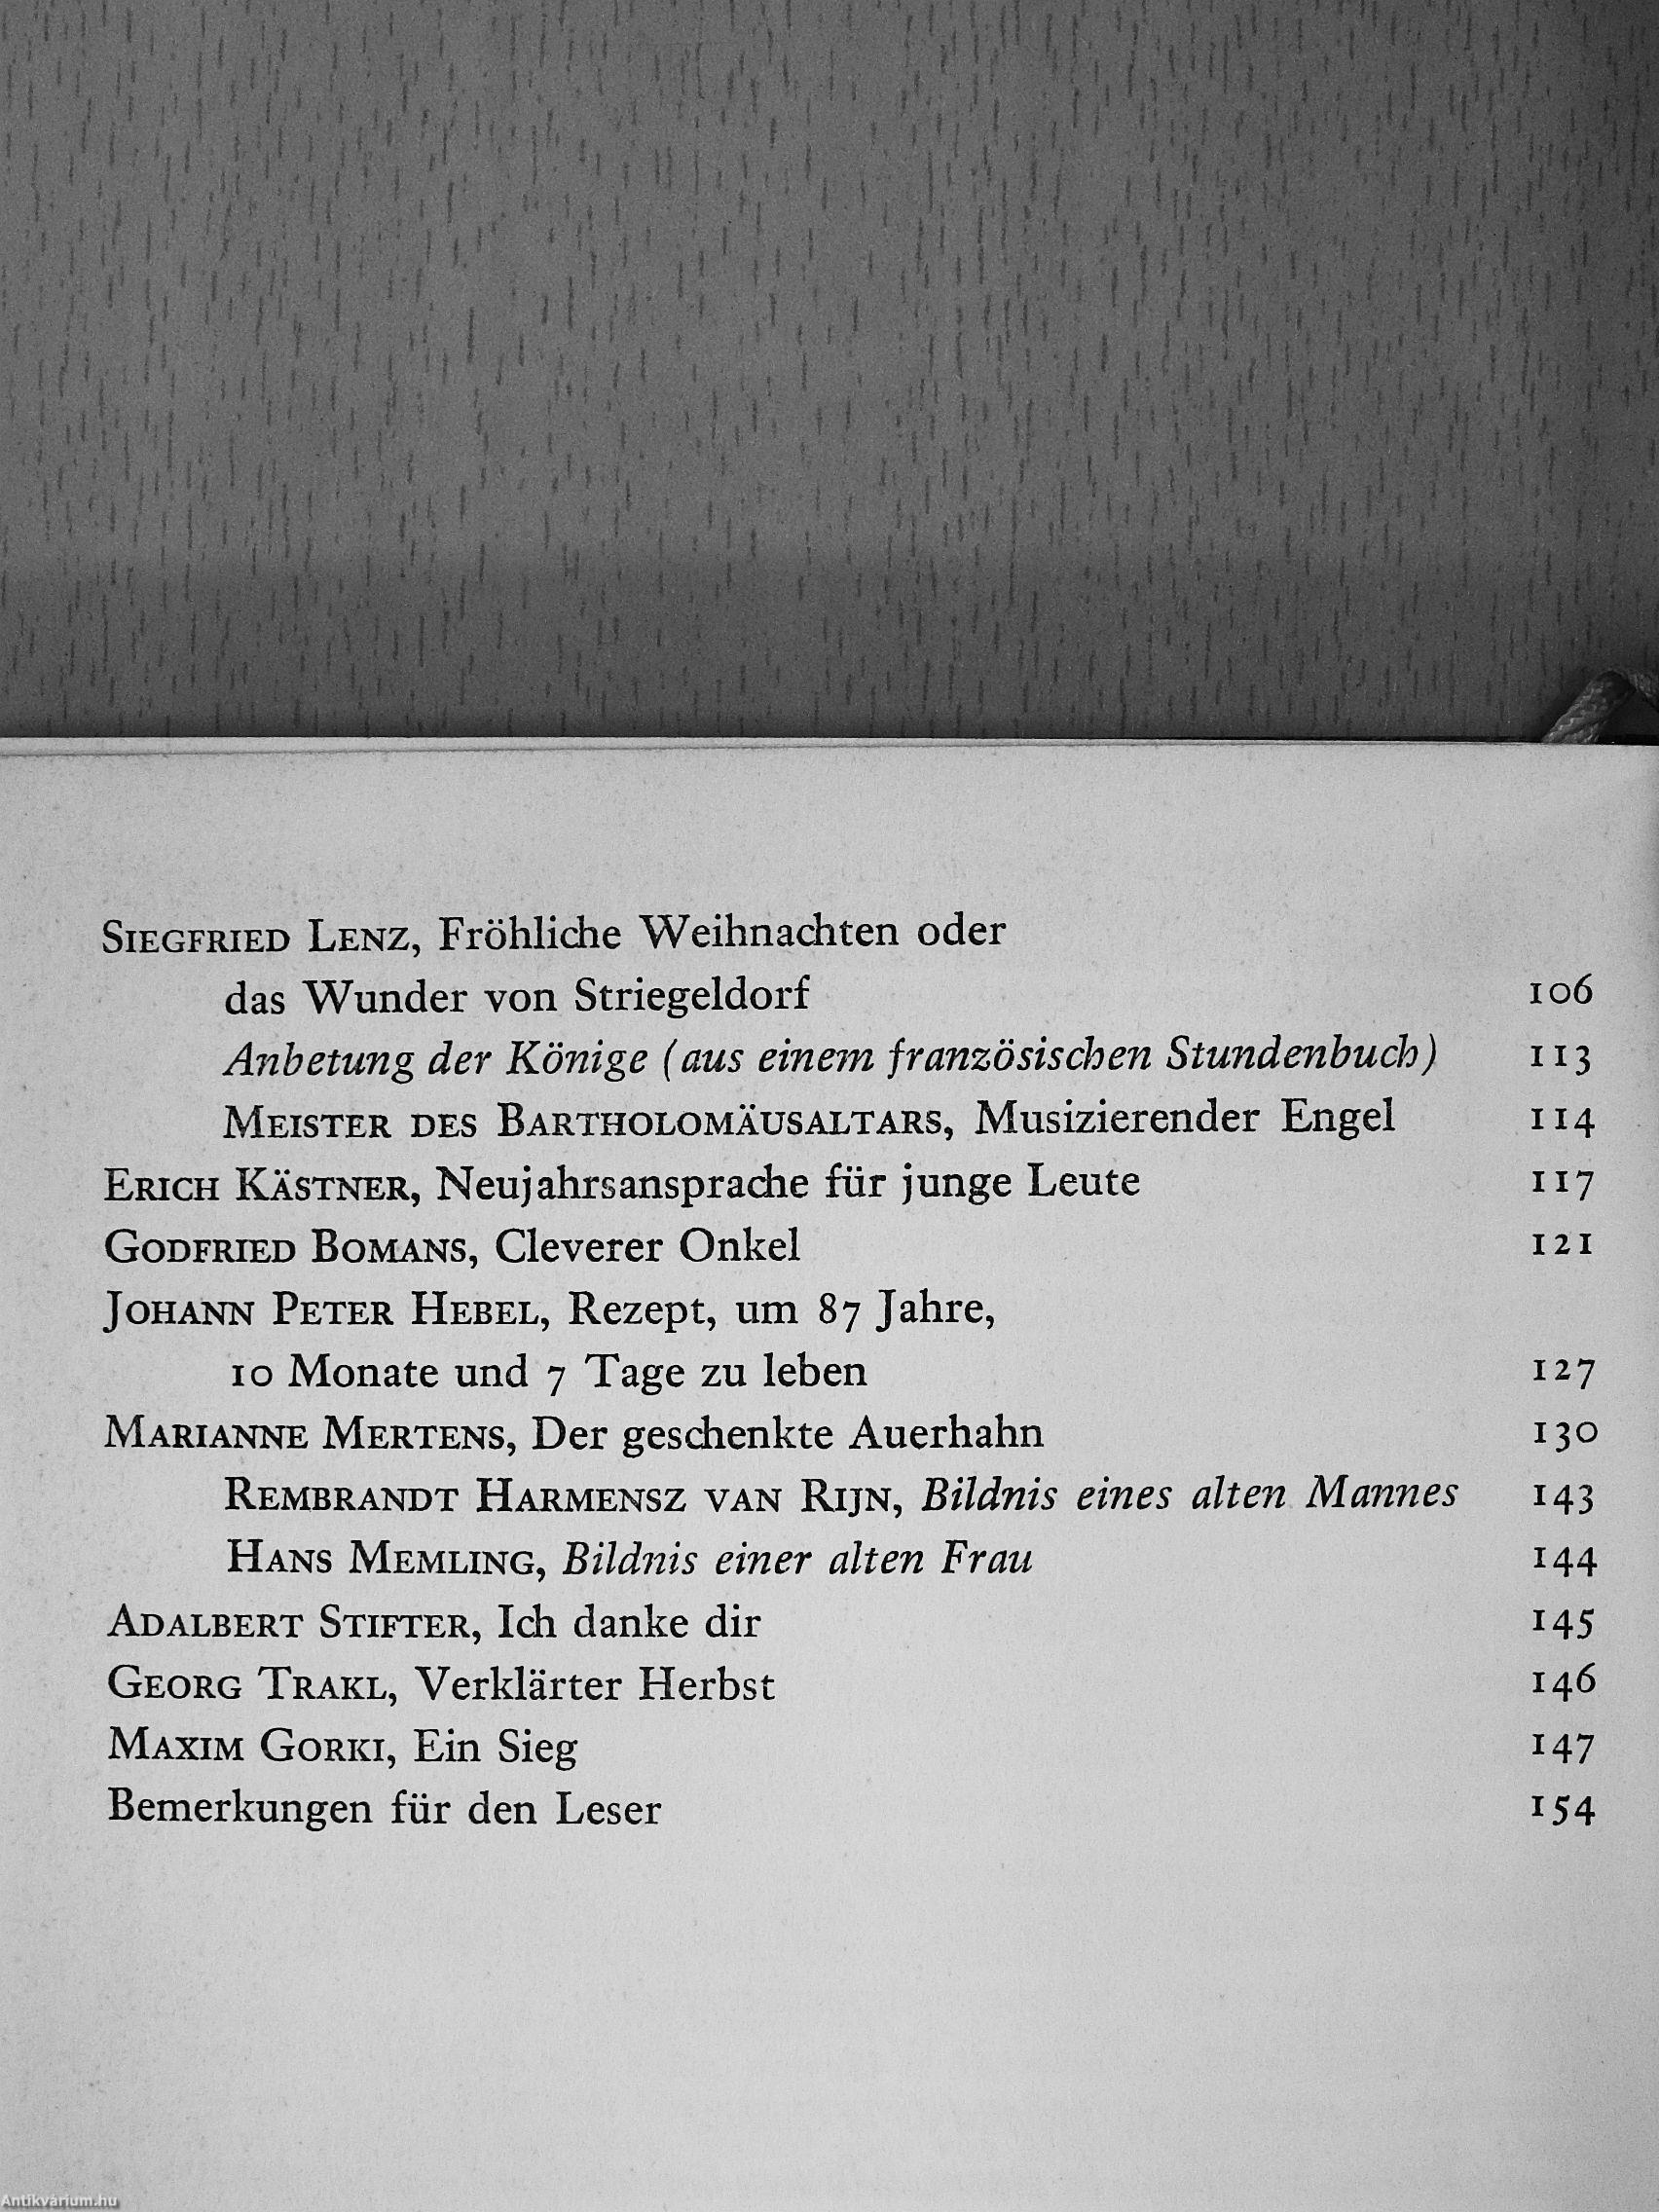 Siegfried Lenz, Fröhliche Weihnachten oder
das Wunder von Striegeldorf 106
Anbetung der Könige (aus einem französischen Stundenbuch) 113
Meister des Bartholomäusaltars, Musizierender Engel 114
Erich Kästner, Neujahrsansprache für junge Leute 117
Godfried Bomans, Cleverer Onkel 121
Johann Peter Hebel, Rezept, um 87 Jahre,
10 Monate und 7 Tage zu leben 127
Marianne Mertens, Der geschenkte Auerhahn 130
Rembrandt Harmensz van Rijn, Bildnis eines alten Mannes 143
Hans Memling, Bildnis einer alten Frau 144
Adalbert Stifter, Ich danke dir 145
Georg Trakl, Verklärter Herbst 146
Maxim Gorki, Ein Sieg 147
Bemerkungen für den Leser 154
Antikvárium.hu